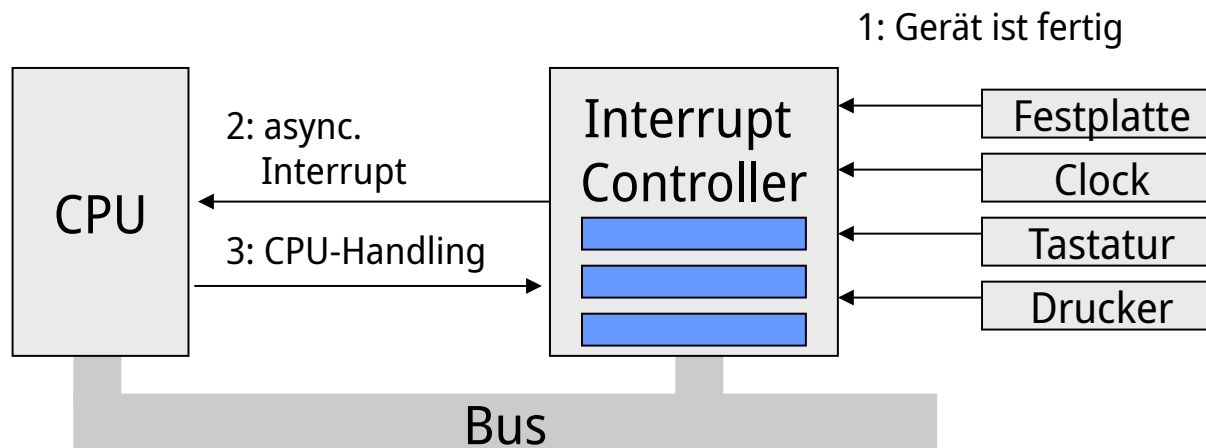 1: Gerät ist fertig
CPU
2: async.
Interrupt
3: CPU-Handling
Interrupt
Controller
Festplatte
Clock
Tastatur
Drucker
Bus